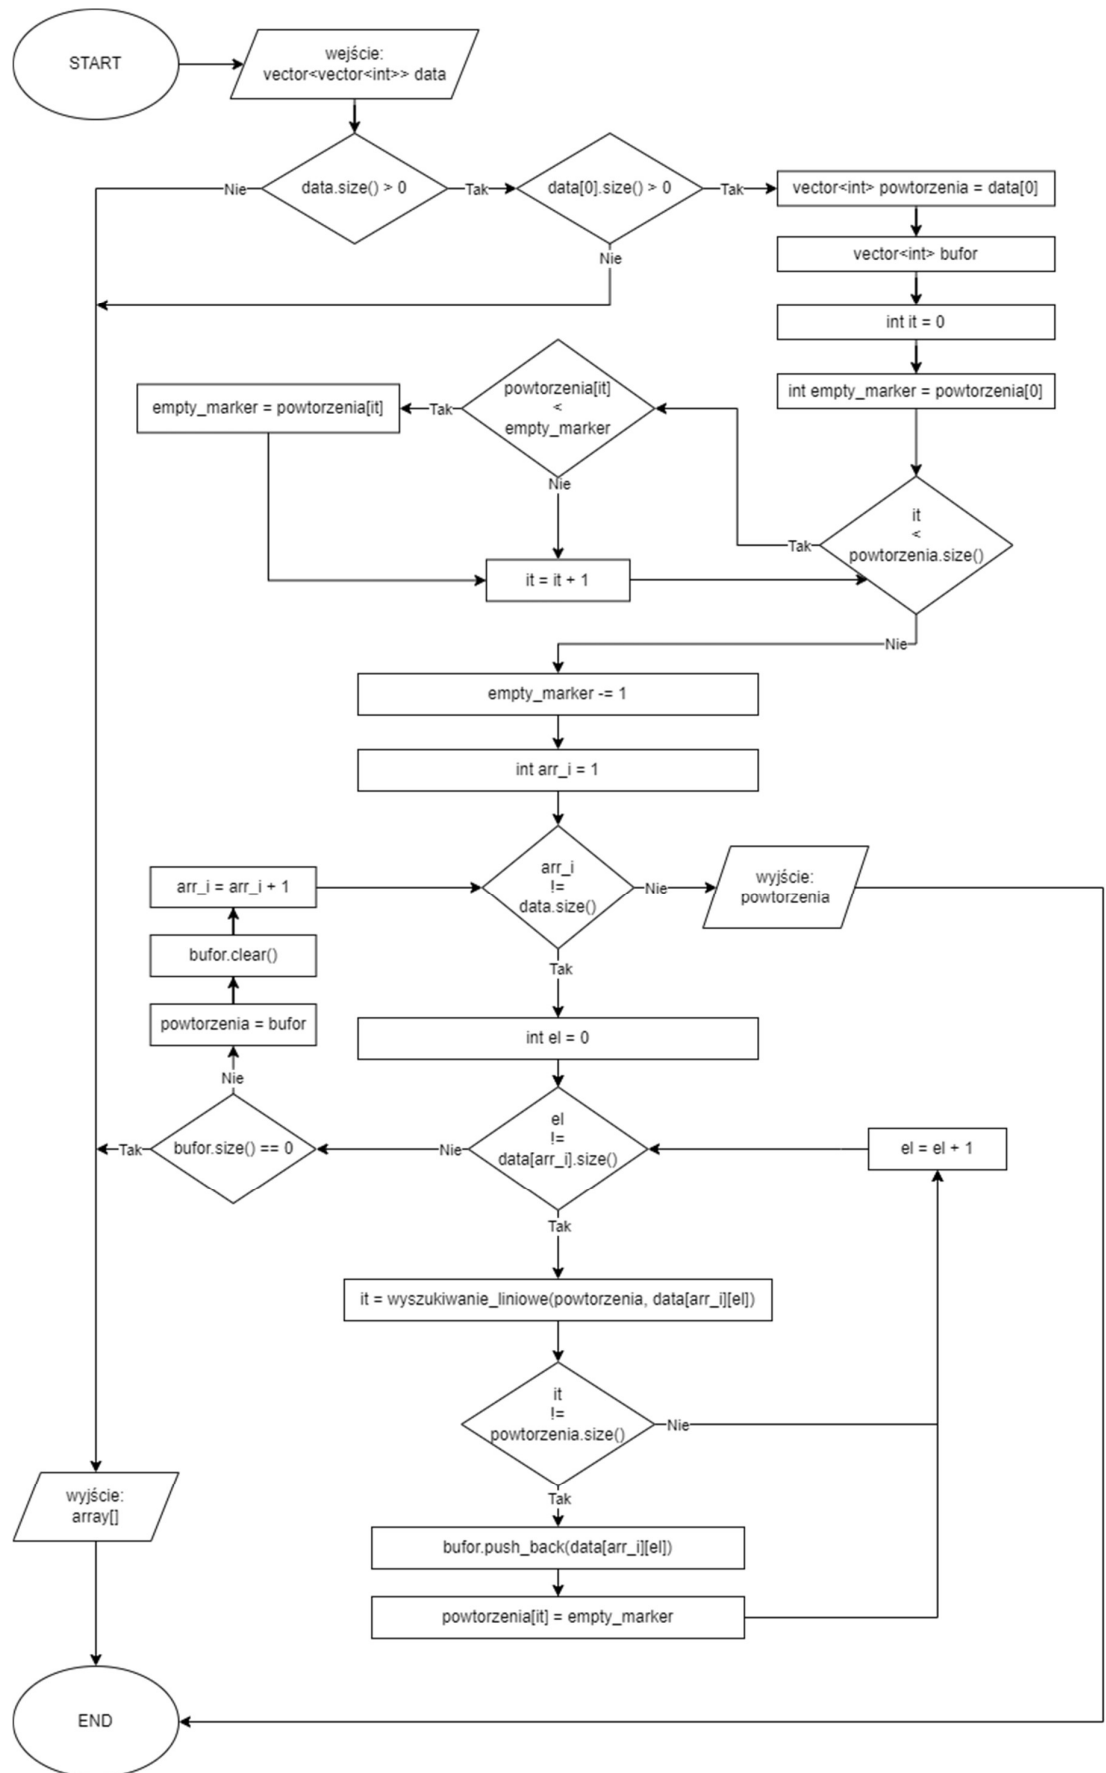 START
wejście:
vector<vector<int>> data
data.size() > 0
Nie
Tak
data[0].size() > 0
Tak
Nie
vector<int> powtorzenia = data[0]
vector<int> bufor
int it = 0
int empty_marker = powtorzenia[0]
it
<
powtorzenia.size()
Tak
Nie
powtorzenia[it]
<
empty_marker
Tak
Nie
empty_marker = powtorzenia[it]
it = it + 1
empty_marker -= 1
int arr_i = 1
arr_i
!=
data.size()
Nie
Tak
wyjście:
powtorzenia
int el = 0
el
!=
data[arr_i].size()
Nie
Tak
bufor.size() == 0
Tak
Nie
powtorzenia = bufor
bufor.clear()
arr_i = arr_i + 1
it = wyszukiwanie_liniowe(powtorzenia, data[arr_i][el])
it
!=
powtorzenia.size()
Nie
Tak
bufor.push_back(data[arr_i][el])
powtorzenia[it] = empty_marker
el = el + 1
wyjście:
array[]
END